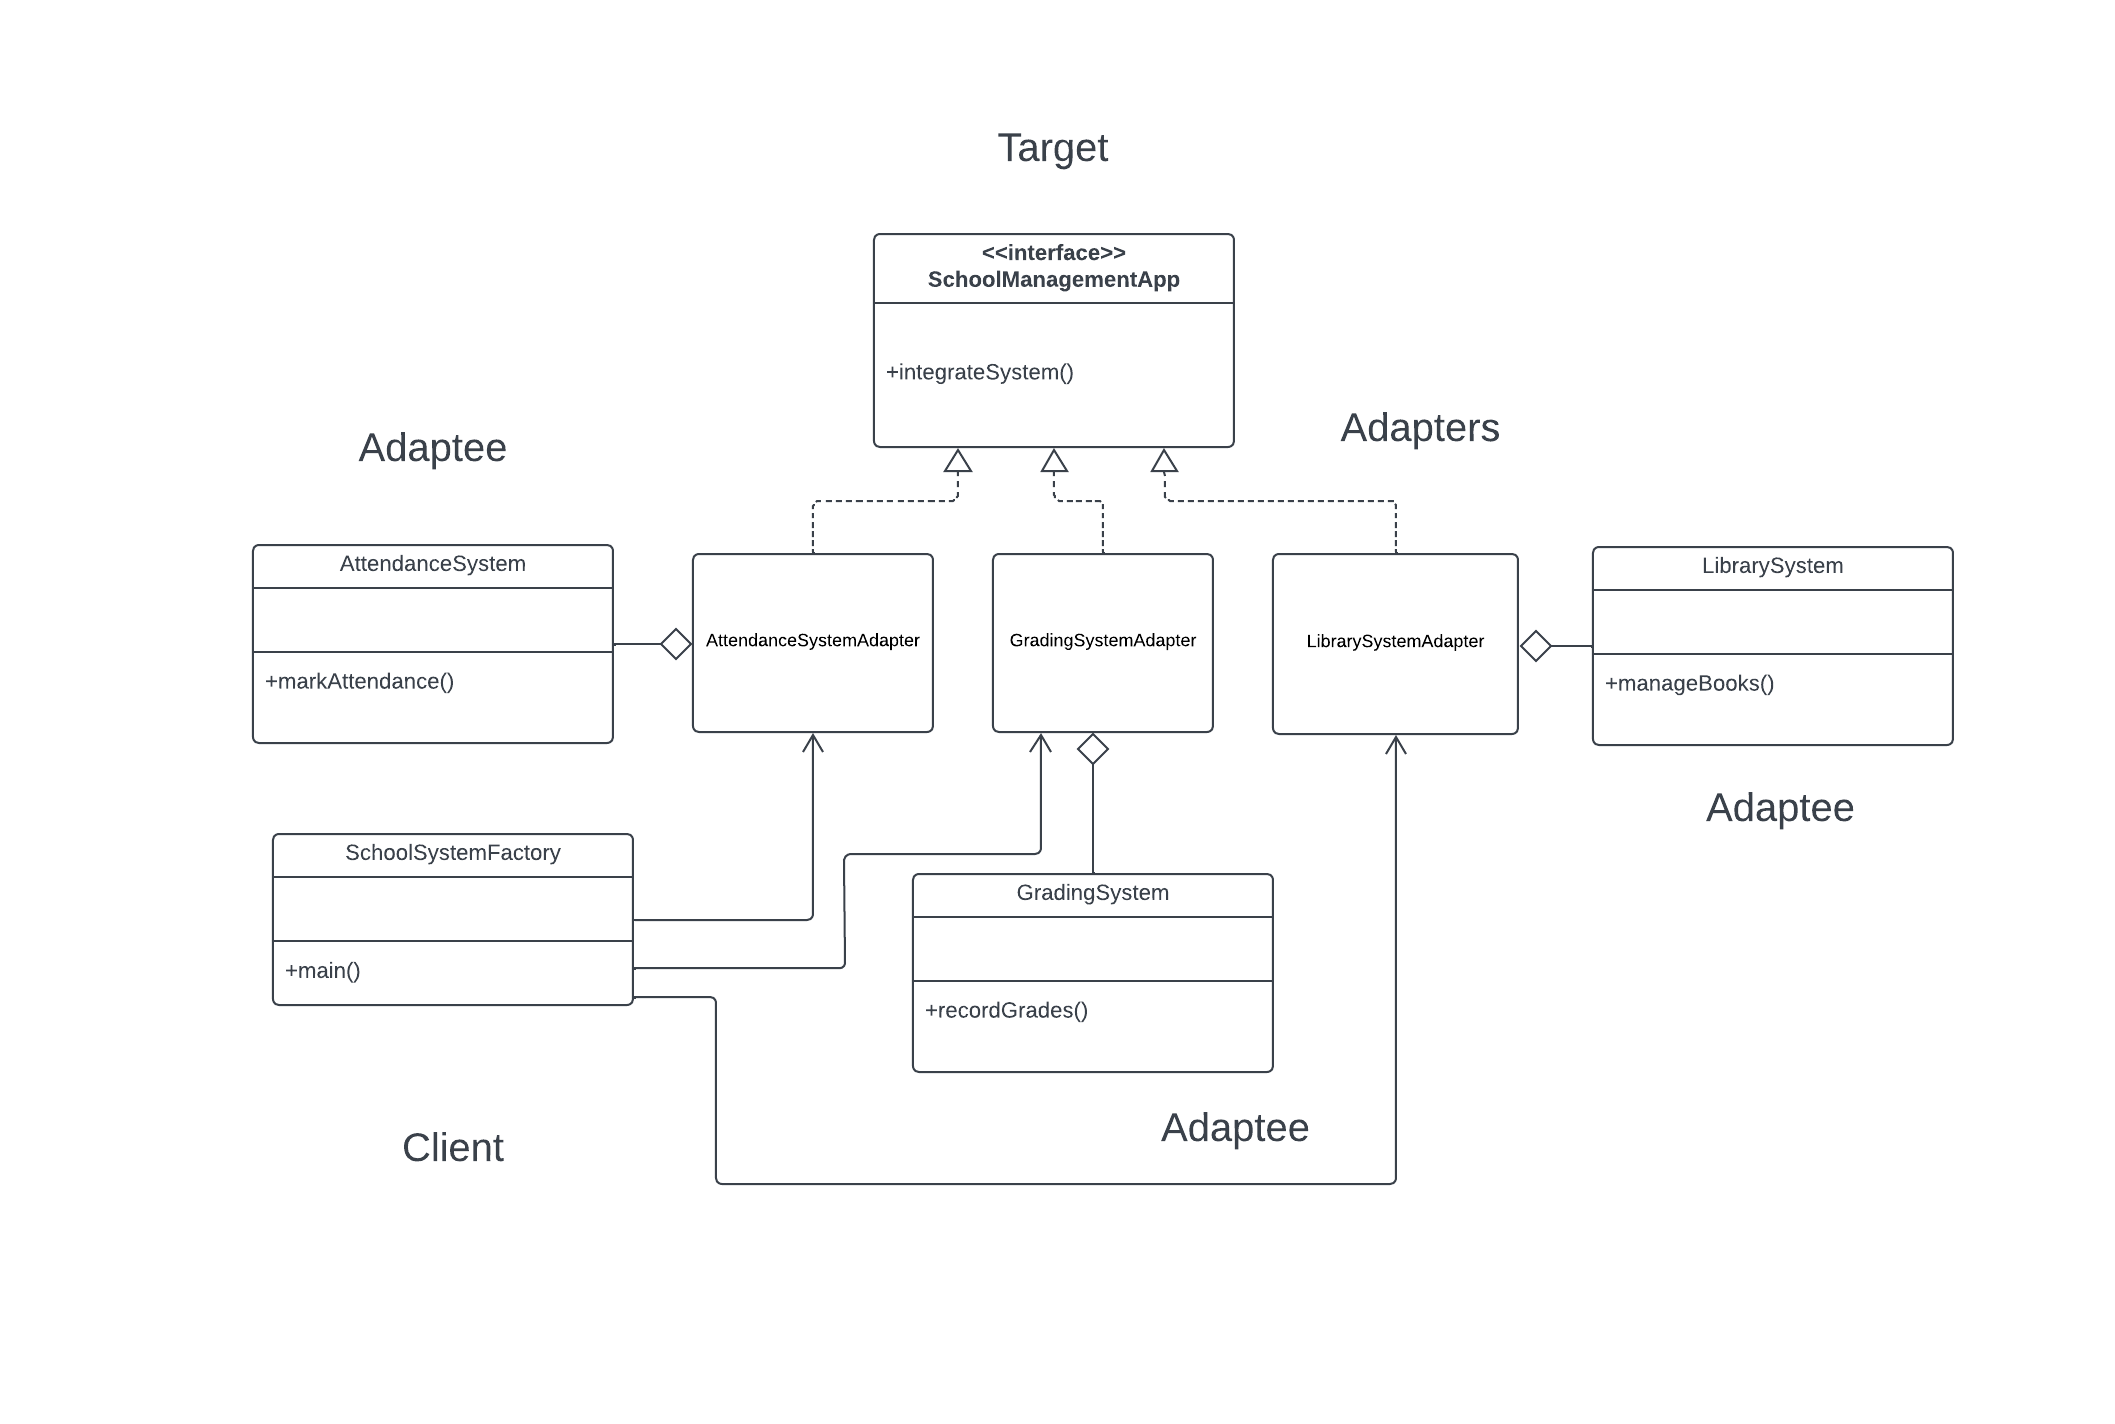 Target
<<interface>>
SchoolManagementApp
+integrateSystem()
Adapters
Adaptee
AttendanceSystem
+markAttendance()
AttendanceSystemAdapter
GradingSystemAdapter
LibrarySystemAdapter
LibrarySystem
+manageBooks()
Adaptee
SchoolSystemFactory
+main()
GradingSystem
+recordGrades()
Adaptee
Client